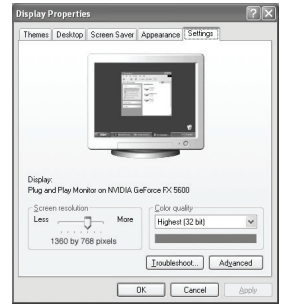 Display Properties
Themes Desktop Screen Saver Appearance Settings
Display:
Plug and Play Monitor on NVIDIA GeForce FX 5600
Screen resolution
Less More
1360 by 768 pixels
Color quality
Highest (32 bit)
Troubleshoot... Advanced
OK Cancel Apply